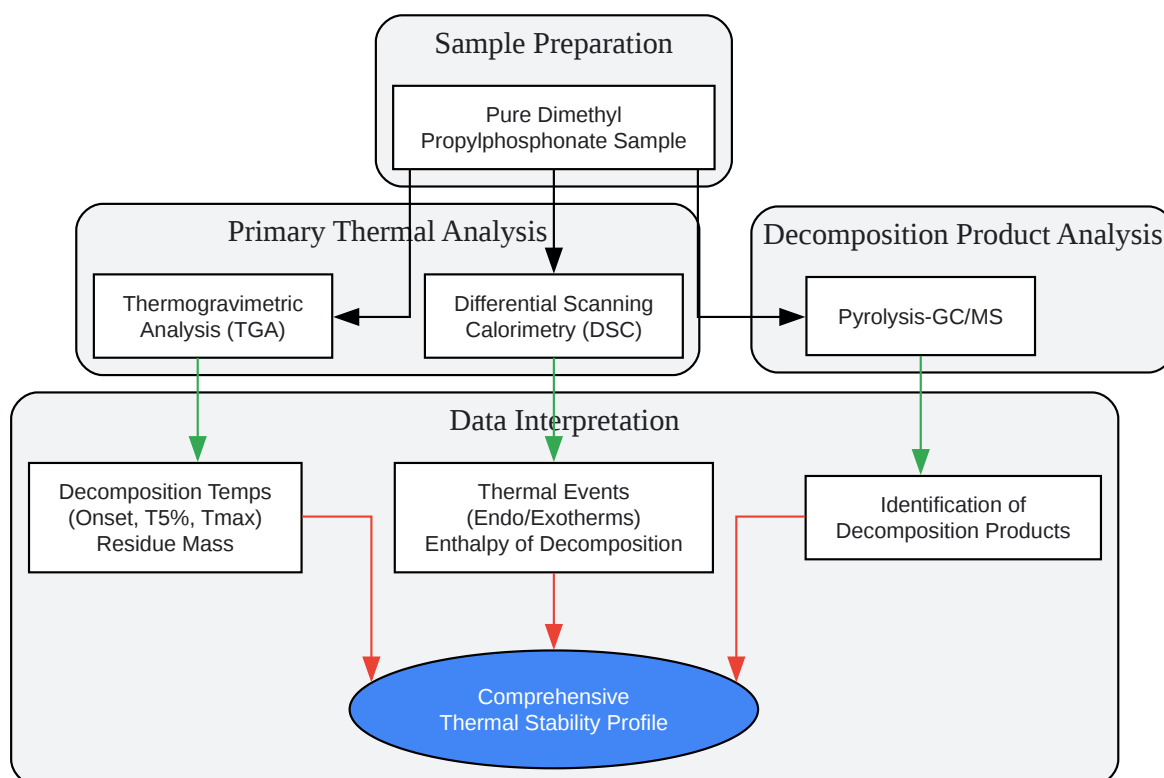 Sample Preparation
Pure Dimethyl
Propylphosphonate Sample
Primary Thermal Analysis
Decomposition Product Analysis
Thermogravimetric
Analysis (TGA)
Differential Scanning
Calorimetry (DSC)
Pyrolysis-GC/MS
Data Interpretation
Decomposition Temps
(Onset, T5%, Tmax)
Residue Mass
Thermal Events
(Endo/Exotherms)
Enthalpy of Decomposition
Identification of
Decomposition Products
Comprehensive
Thermal Stability Profile